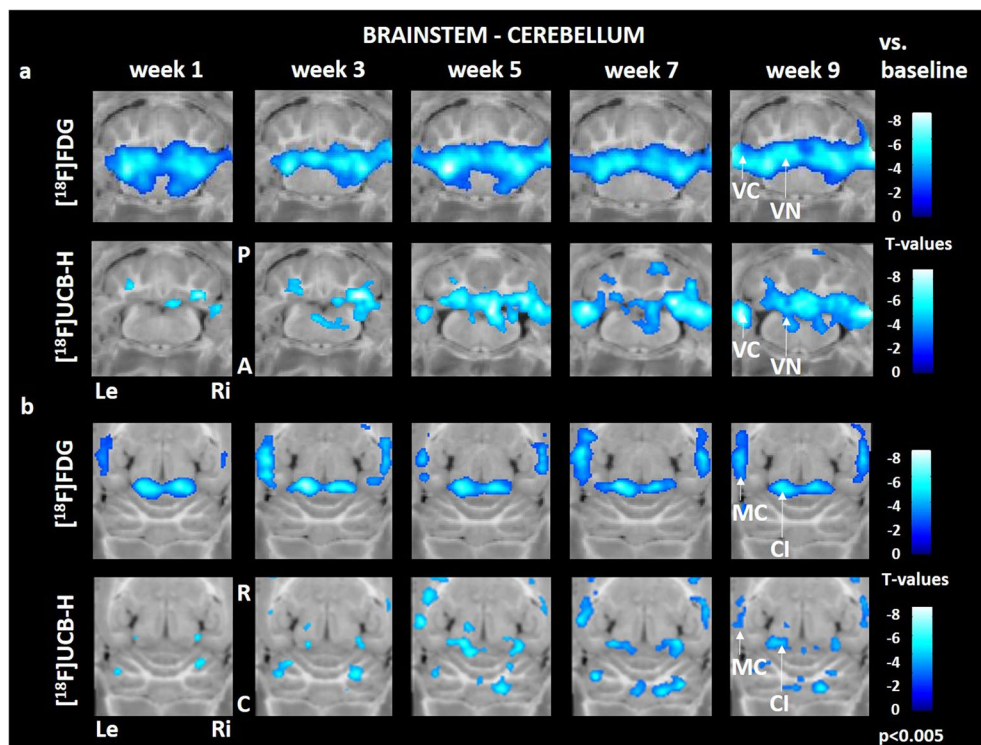 BRAINSTEM - CEREBELLUM
vs.
baseline
a
week 1 week 3 week 5 week 7 week 9
[18F]FDG
-8
-6
-4
-2
0
VC
VN
T-values
[18F]UCB-H
P
A
-8
-6
-4
-2
0
VC
VN
Le Ri
b
[18F]FDG
-8
-6
-4
-2
0
MC
CI
T-values
[18F]UCB-H
R
C
-8
-6
-4
-2
0
MC
CI
Le Ri
p<0.005